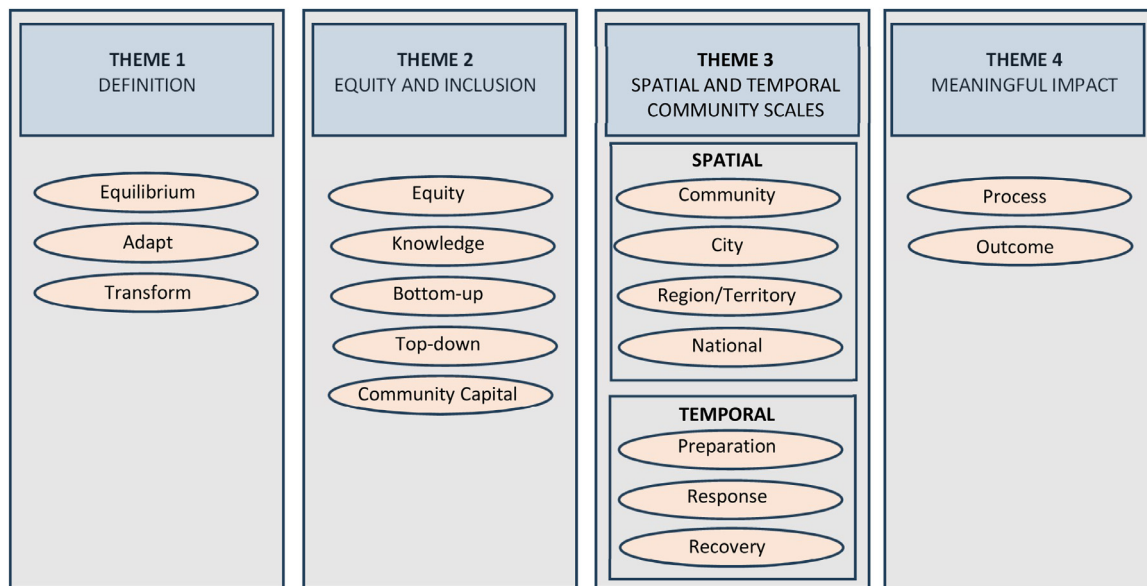 THEME 1
DEFINITION
Equilibrium
Adapt
Transform
THEME 2
EQUITY AND INCLUSION
Equity
Knowledge
Bottom-up
Top-down
Community Capital
THEME 3
SPATIAL AND TEMPORAL
COMMUNITY SCALES
SPATIAL
Community
City
Region/Territory
National
TEMPORAL
Preparation
Response
Recovery
THEME 4
MEANINGFUL IMPACT
Process
Outcome